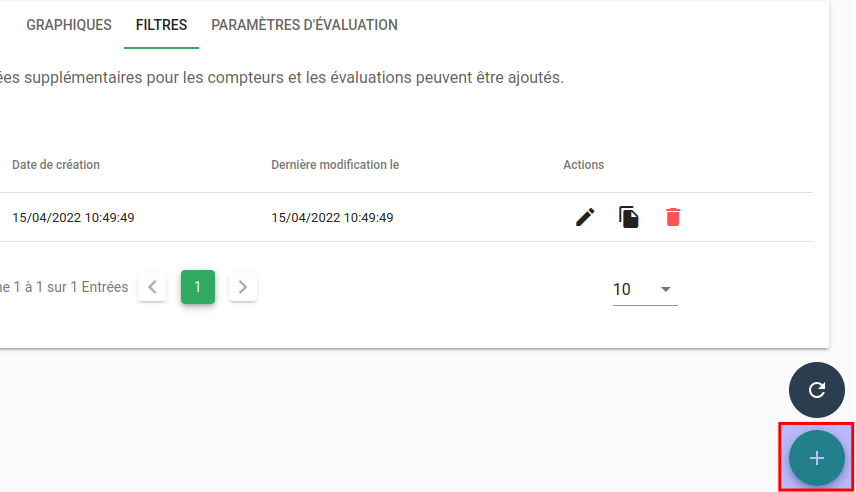 GRAPHIQUES FILTRES PARAMÈTRES D'ÉVALUATION
supplémentaires pour les compteurs et les évaluations peuvent être ajoutés.
Date de création Dernière modification le Actions
15/04/2022 10:49:49 15/04/2022 10:49:49
1 à 1 sur 1 Entrées 1 10